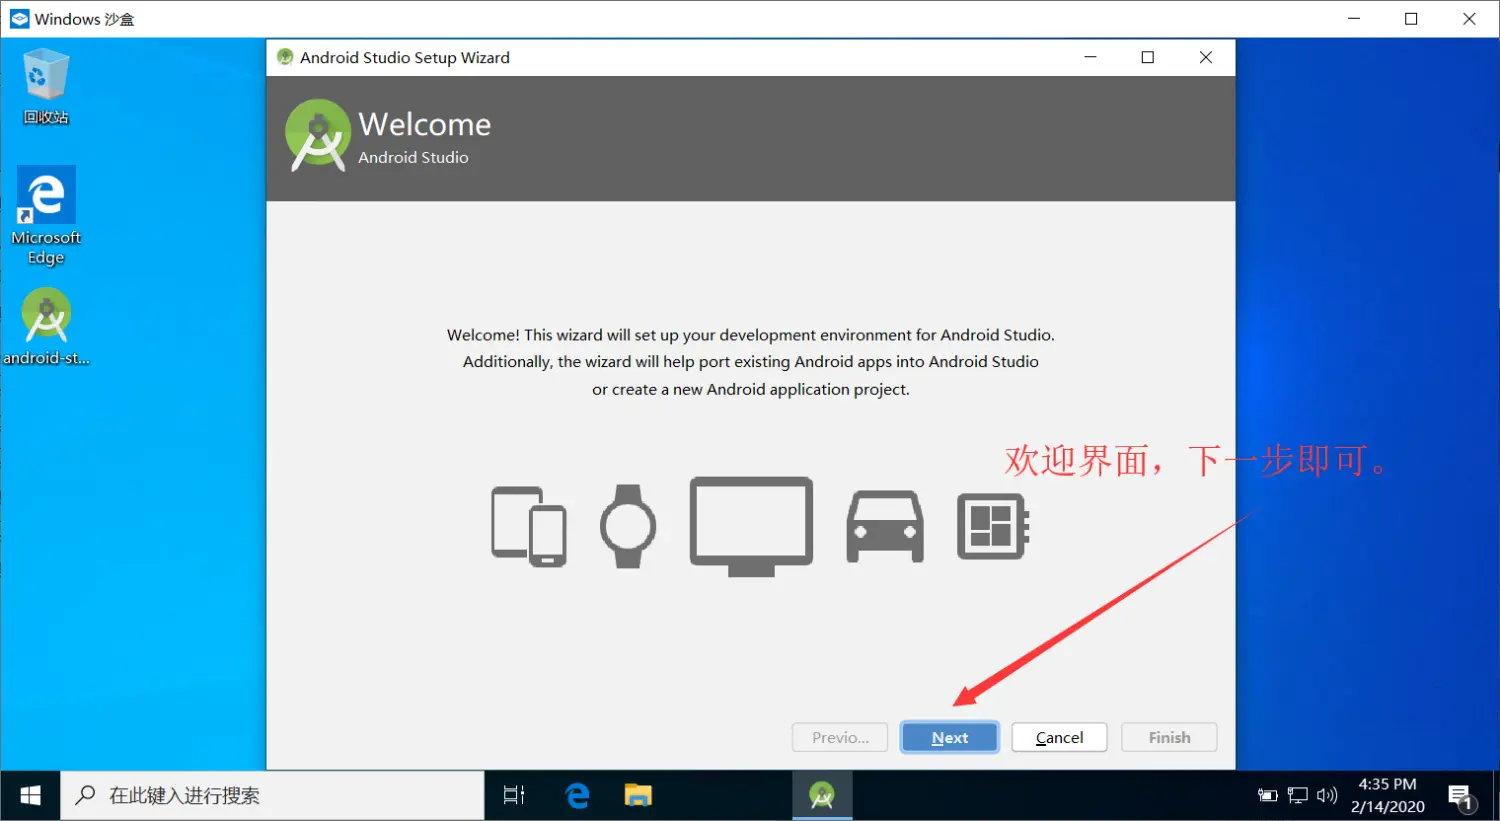 Windows 沙盒
回收站
Microsoft
Edge
android-st...
Android Studio Setup Wizard
Welcome
Android Studio
Welcome! This wizard will set up your development environment for Android Studio.
Additionally, the wizard will help port existing Android apps into Android Studio
or create a new Android application project.
欢迎界面，下一步即可。
Previo...
Next
Cancel
Finish
在此键入进行搜索
4:35 PM
2/14/2020
1